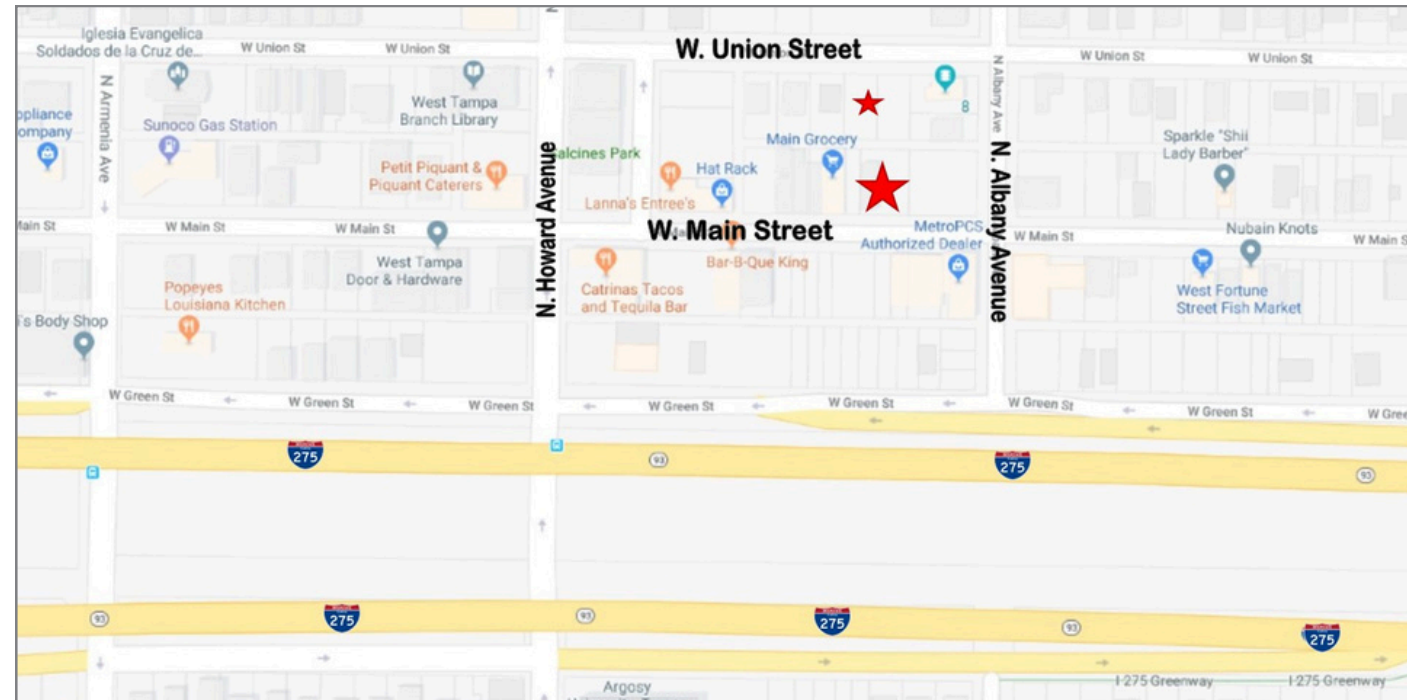 Iglesia Evangelica
Soldados de la Cruz de...
W Union St
W Union St
W. Union Street
W Union St
W Union St
N Armenia Ave
West Tampa
Branch Library
N Albany Ave
8
Sunoco Gas Station
Main Grocery
Sparkle "Shii
Lady Barber"
Petit Piquant &
Piquant Caterers
alcines Park
Hat Rack
Lanna's Entree's
N. Howard Avenue
N. Albany Avenue
W Main St
W Main St
W. Main Street
MetroPCS
Authorized Dealer
W Main St
Nubain Knots
W Main S
West Tampa
Door & Hardware
Bar-B-Que King
Popeyes
Louisiana Kitchen
Catrinas Tacos
and Tequila Bar
West Fortune
Street Fish Market
's Body Shop
W Green St
W Green St
W Green St
W Green St
W Green St
W Green St
W Green St
W Gree
275
93
275
93
93
275
93
275
93
275
Argosy
I-275 Greenway
I-275 Greenway